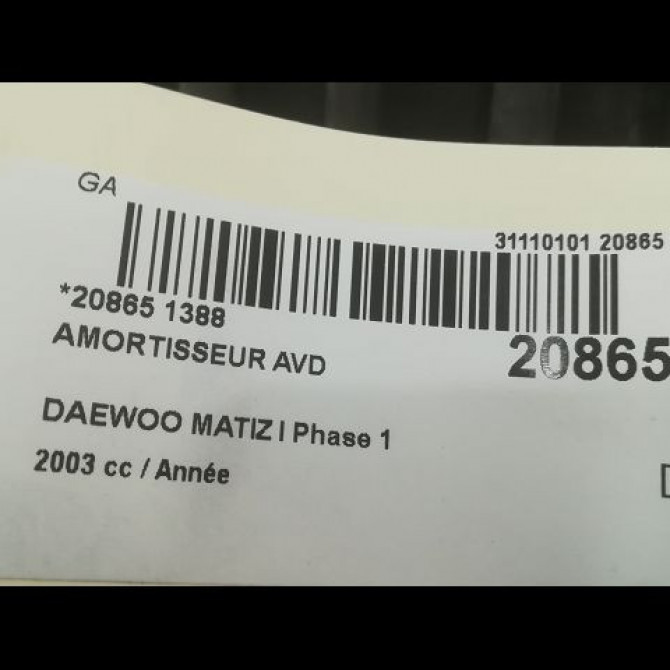 GA
31110101 20865
*20865 1388
20865
AMORTISSEUR AVD
DAEWOO MATIZ I Phase 1
2003 cc / Année